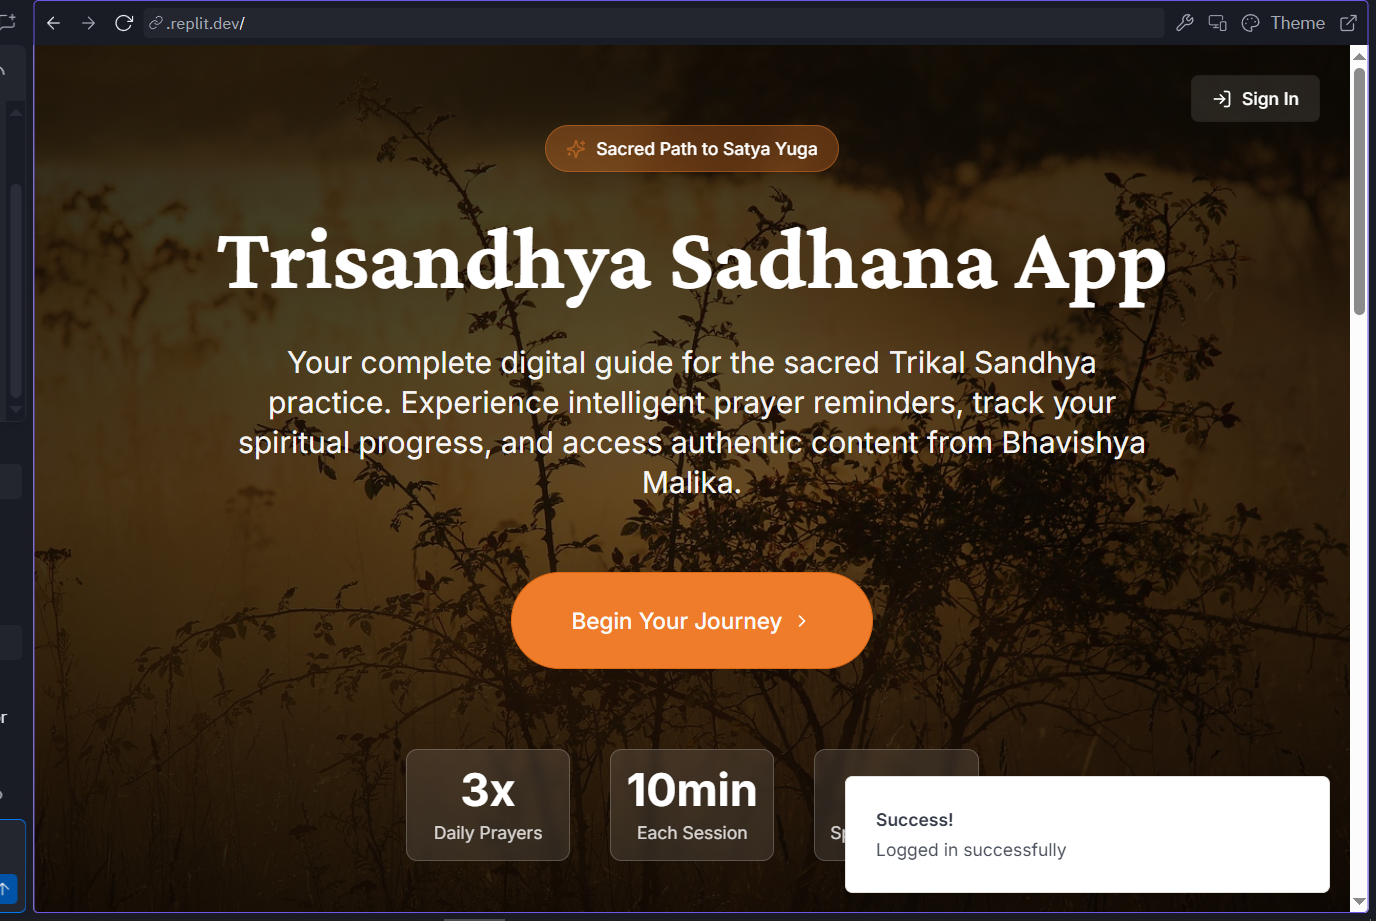 .replit.dev/
Theme
Sign In
Sacred Path to Satya Yuga
Trisandhya Sadhana App
Your complete digital guide for the sacred Trikal Sandhya
practice. Experience intelligent prayer reminders, track your
spiritual progress, and access authentic content from Bhavishya
Malika.
Begin Your Journey
3x
Daily Prayers
10min
Each Session
Success!
Logged in successfully